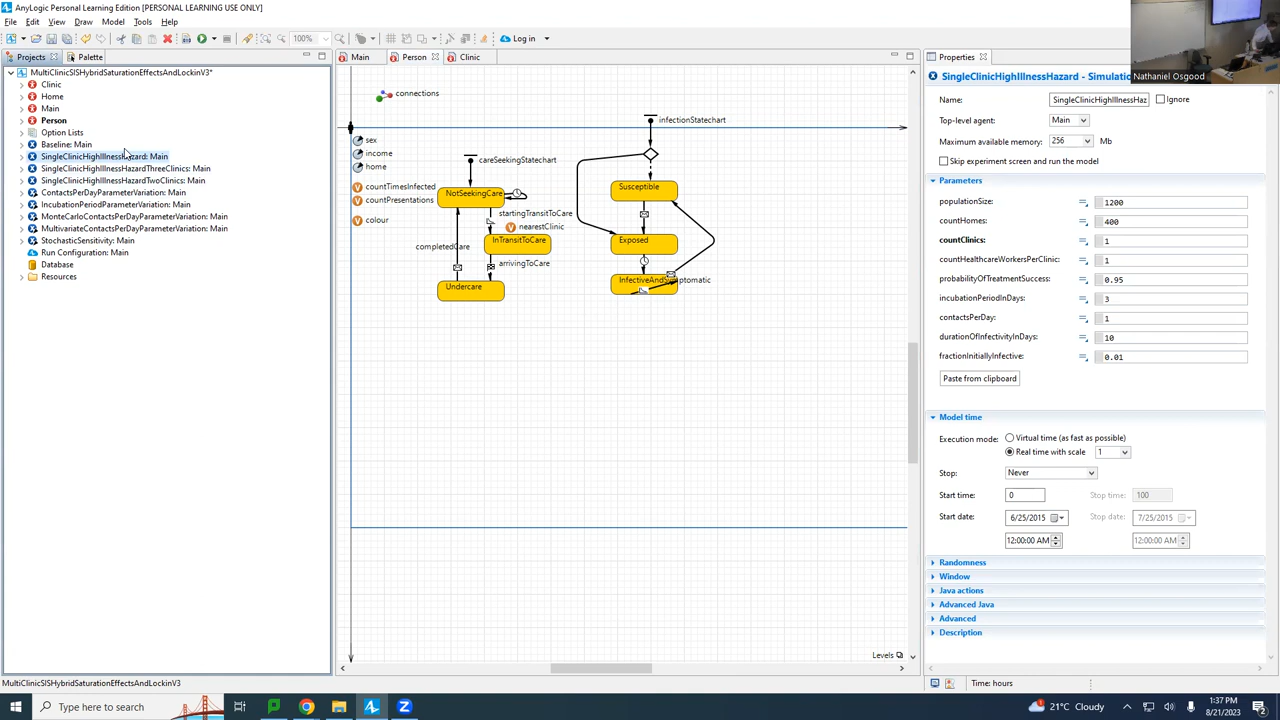 AnyLogic Personal Learning Edition (PERSONAL LEARNING USE ONLY)
File Edit View Draw Model Tools Help
100% Log in
Projects Palette
MultiClinicSISHybridSaturationEffectsAndLockinV3*
Clinic
Home
Main
Person
Option Lists
Baseline: Main
SingleClinicHighIllnessHazard: Main
SingleClinicHighIllnessHazardThreeClinics: Main
SingleClinicHighIllnessHazardTwoClinics: Main
ContactsPerDayParameterVariation: Main
IncubationPeriodParameterVariation: Main
MonteCarloContactsPerDayParameterVariation: Main
MultivariateContactsPerDayParameterVariation: Main
StochasticSensitivity: Main
Run Configuration: Main
Database
Resources
Main Person Clinic
connections
infectionStatechart
sex
income
home
careSeekingStatechart
countTimesInfected
countPresentations
colour
NotSeekingCare
Susceptible
startingTransitToCare
nearestClinic
InTransitToCare
Exposed
completedCare
arrivingToCare
Undercare
InfectiveAndSymptomatic
Levels
Properties
SingleClinicHighIllnessHazard - Simulatio
Nathaniel Osgood
Name: SingleClinicHighIllnessHaz Ignore
Top-level agent: Main
Maximum available memory: 256 Mb
Skip experiment screen and run the model
Parameters
populationSize: 1200
countHomes: 400
countClinics: 1
countHealthcareWorkersPerClinic: 1
probabilityOfTreatmentSuccess: 0.95
incubationPeriodInDays: 3
contactsPerDay: 1
durationOfInfectivityInDays: 10
fractionInitiallyInfective: 0.01
Paste from clipboard
Model time
Execution mode: Virtual time (as fast as possible)
Real time with scale 1
Stop: Never
Start time: 0 Stop time: 100
Start date: 6/25/2015 Stop date: 7/25/2015
12:00:00 AM 12:00:00 AM
Randomness
Window
Java actions
Advanced Java
Advanced
Description
MultiClinicSISHybridSaturationEffectsAndLockinV3
Time: hours
Type here to search
21°C Cloudy
1:37 PM
8/21/2023